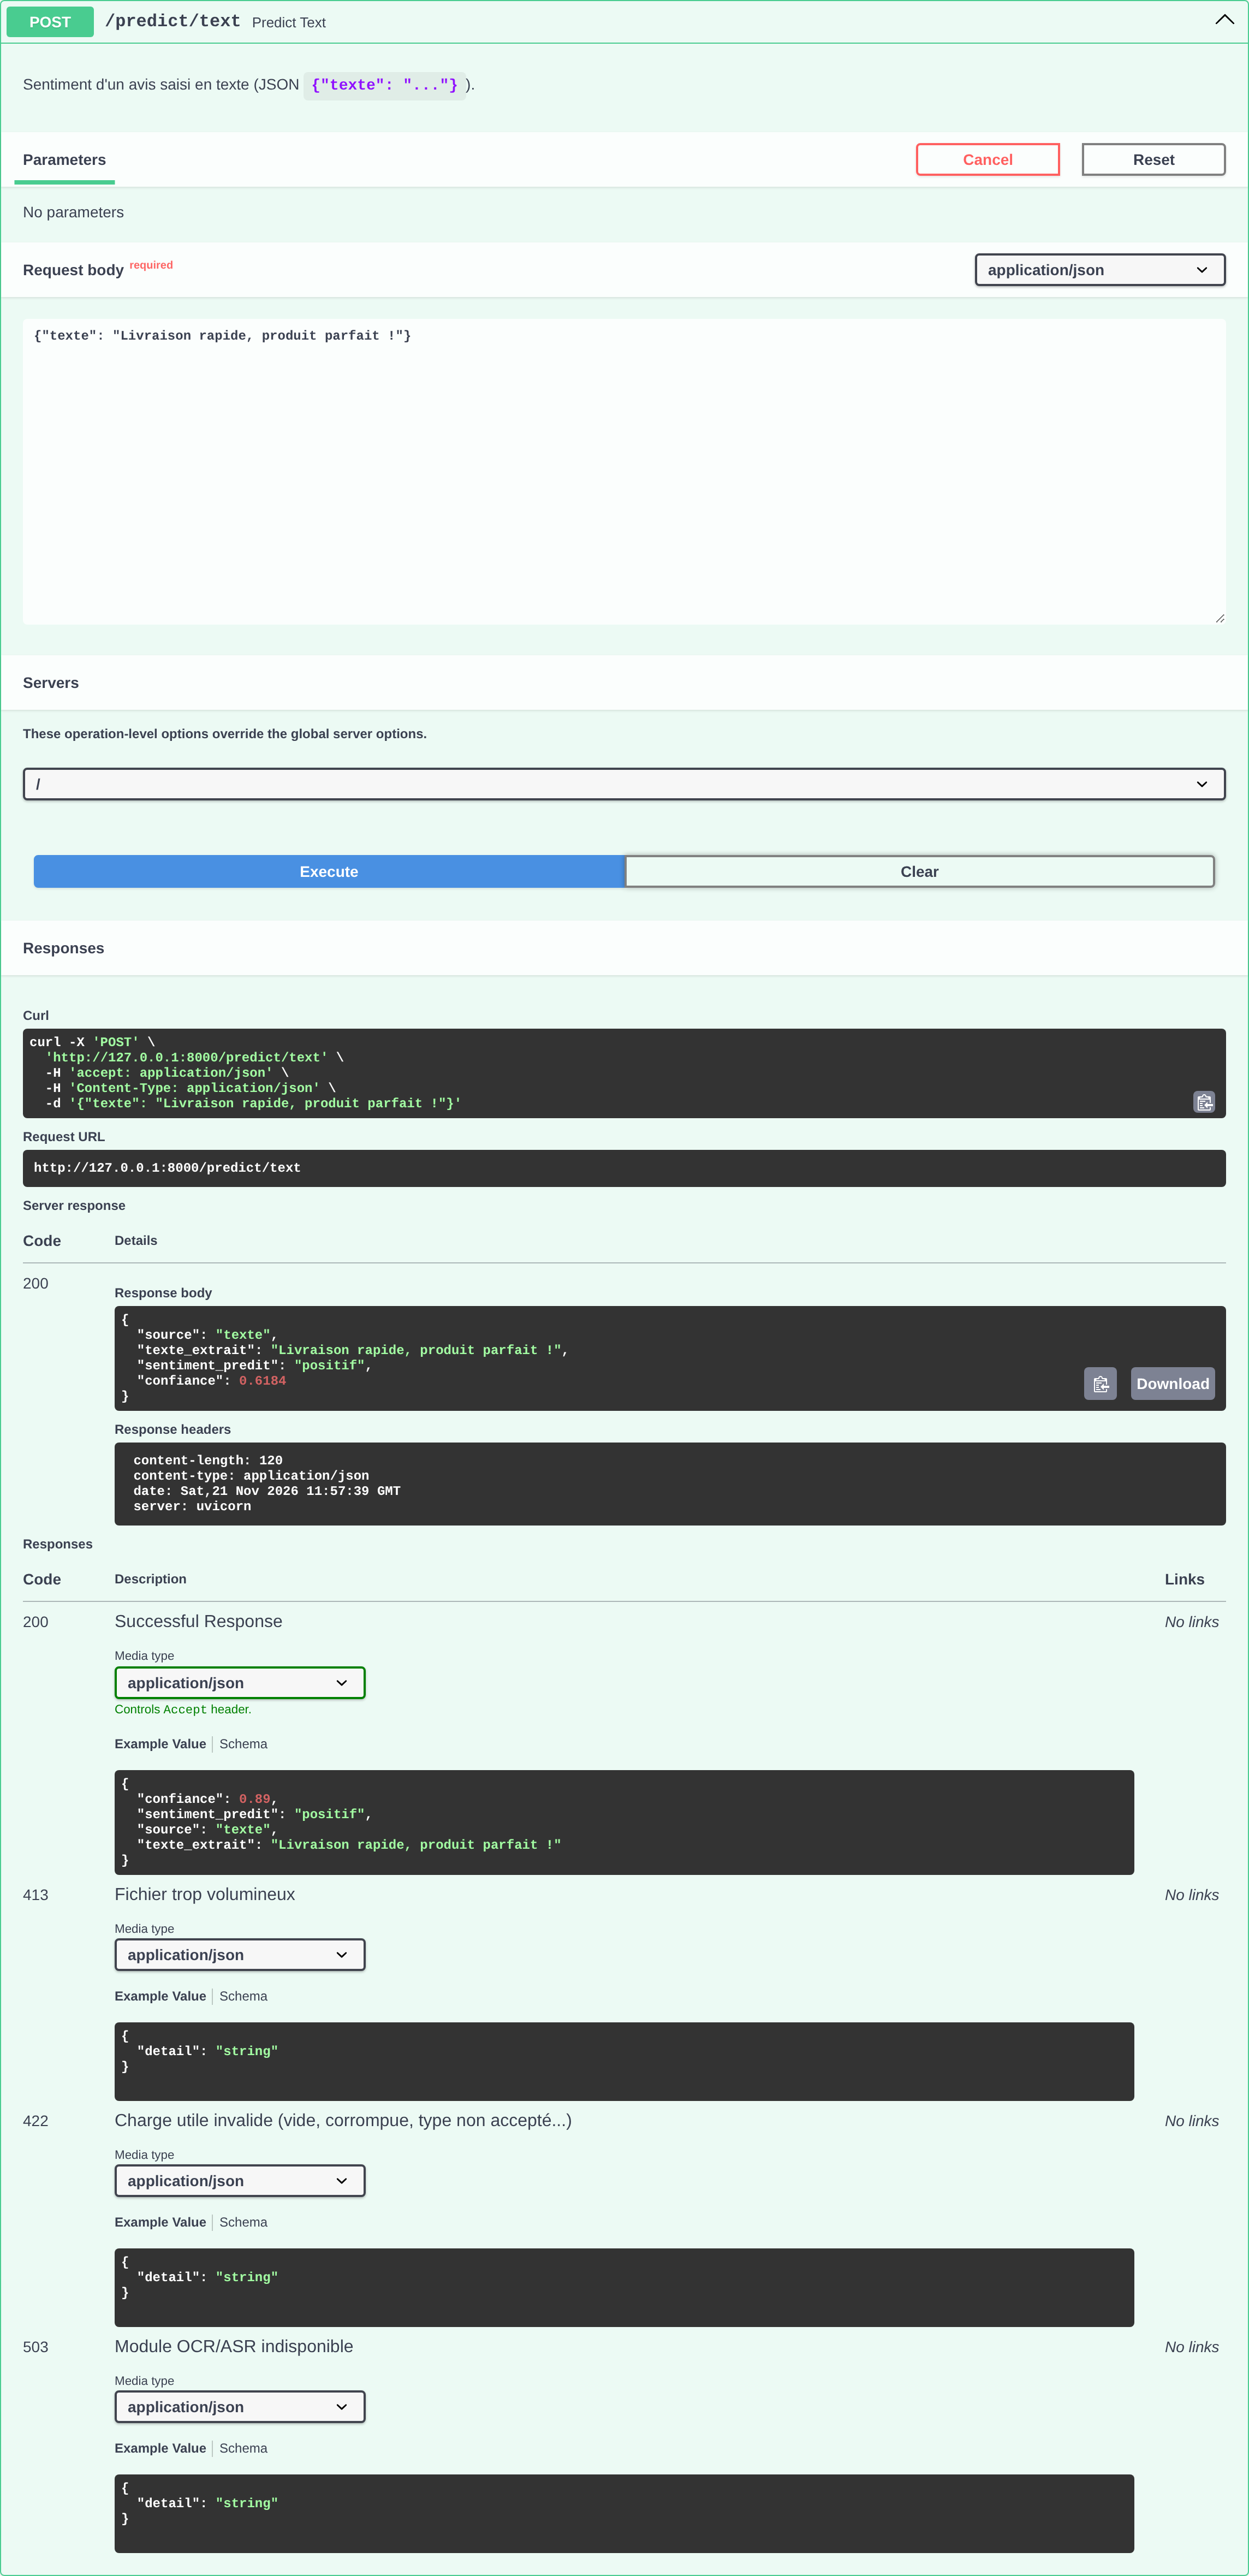 POST /predict/text Predict Text
Sentiment d'un avis saisi en texte (JSON {"texte": "..."} ).
Parameters
Cancel
Reset
No parameters
Request body required
application/json
{"texte": "Livraison rapide, produit parfait !"}
Servers
These operation-level options override the global server options.
/
Execute
Clear
Responses
Curl
curl -X 'POST' \
  'http://127.0.0.1:8000/predict/text' \
  -H 'accept: application/json' \
  -H 'Content-Type: application/json' \
  -d '{"texte": "Livraison rapide, produit parfait !"}'
Request URL
http://127.0.0.1:8000/predict/text
Server response
Code Details
200
Response body
{
  "source": "texte",
  "texte_extrait": "Livraison rapide, produit parfait !",
  "sentiment_predit": "positif",
  "confiance": 0.6184
}
Download
Response headers
content-length: 120
content-type: application/json
date: Sat,21 Nov 2026 11:57:39 GMT
server: uvicorn
Responses
Code Description Links
200 Successful Response No links
Media type
application/json
Controls Accept header.
Example Value Schema
{
  "confiance": 0.89,
  "sentiment_predit": "positif",
  "source": "texte",
  "texte_extrait": "Livraison rapide, produit parfait !"
}
413 Fichier trop volumineux No links
Media type
application/json
Example Value Schema
{
  "detail": "string"
}
422 Charge utile invalide (vide, corrompue, type non accepté...) No links
Media type
application/json
Example Value Schema
{
  "detail": "string"
}
503 Module OCR/ASR indisponible No links
Media type
application/json
Example Value Schema
{
  "detail": "string"
}